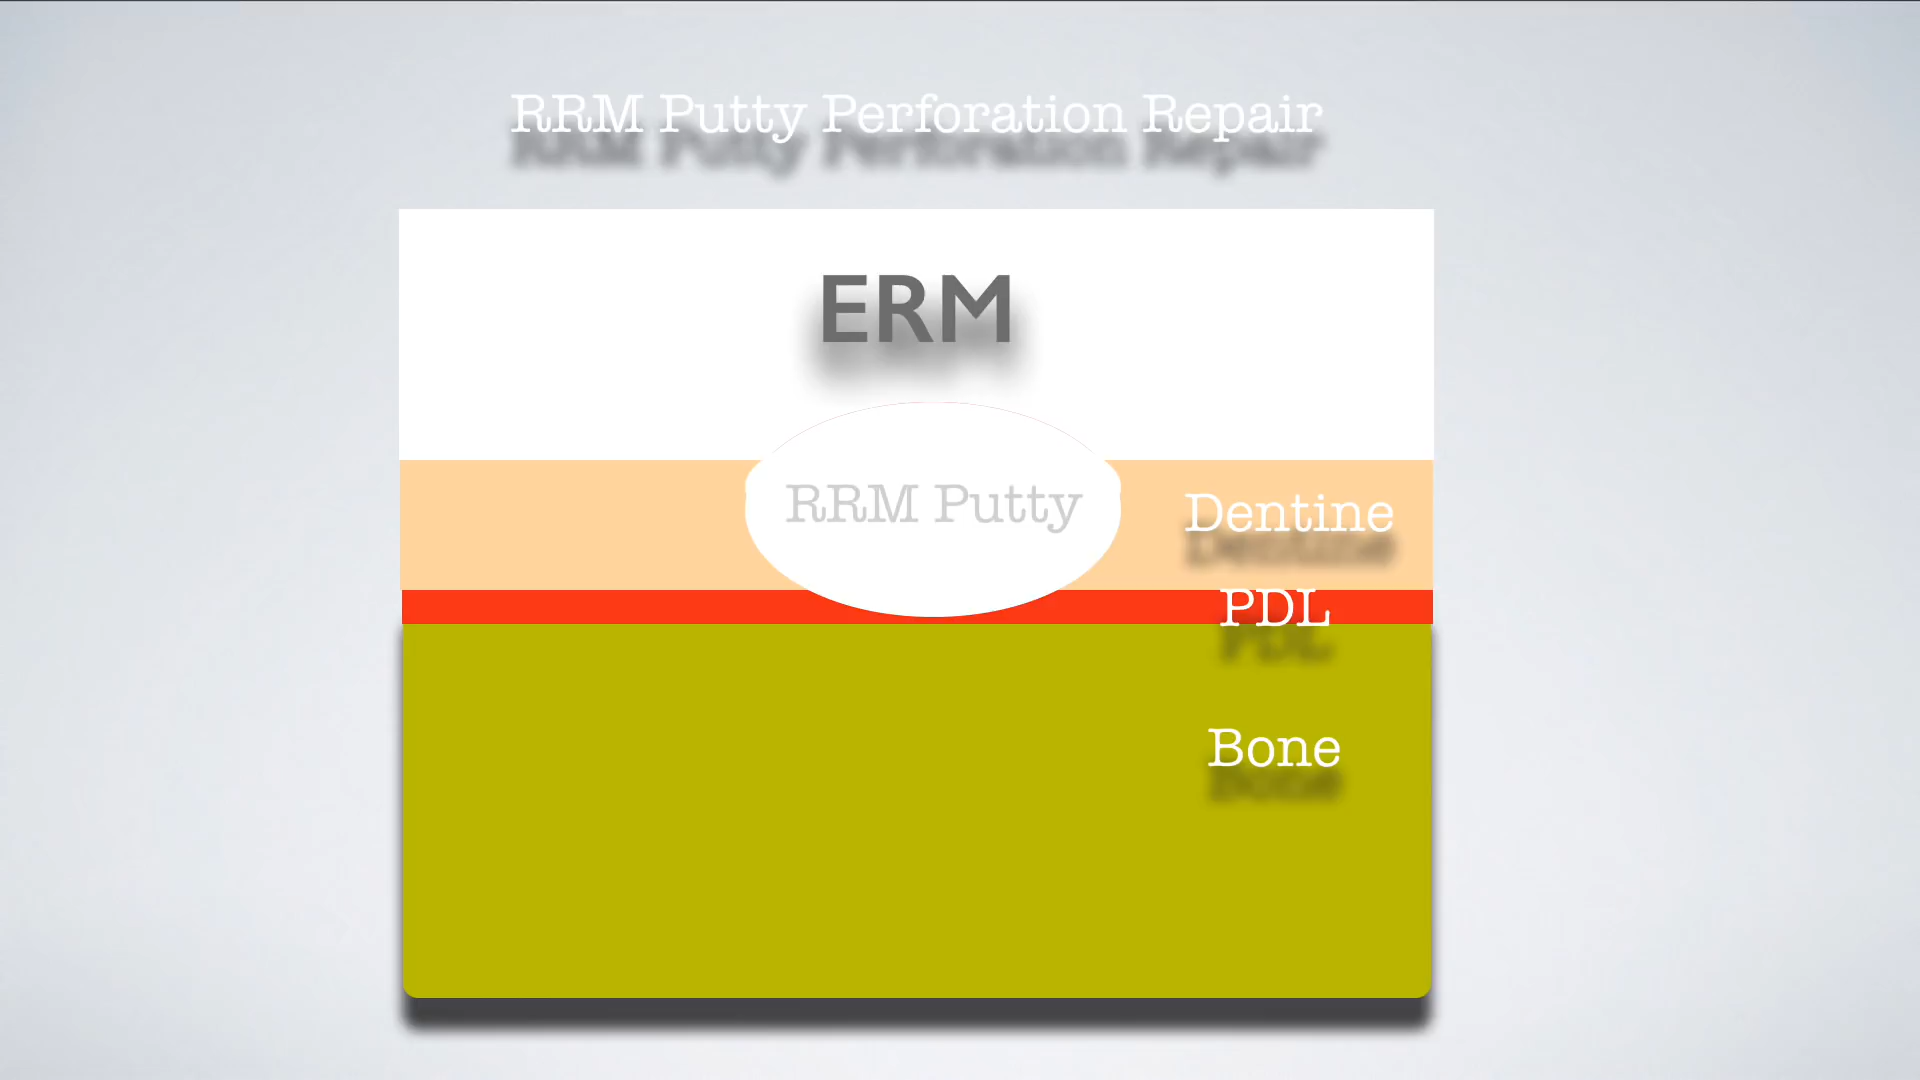 RRM Putty Perforation Repair
ERM
RRM Putty
Dentine
PDL
Bone